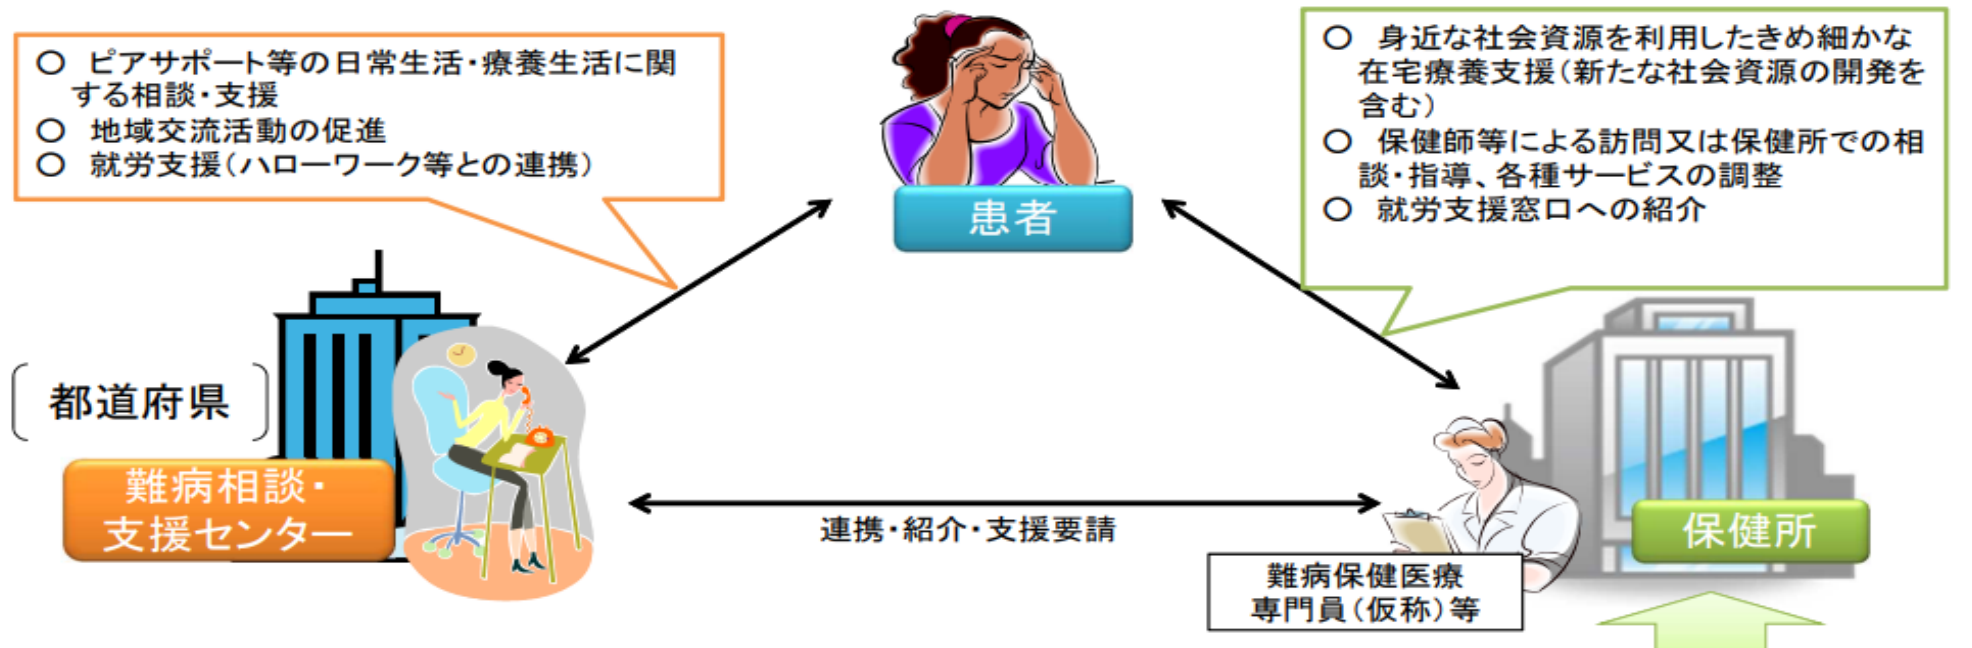 ○ ピアサポート等の日常生活・療養生活に関
する相談・支援
○ 地域交流活動の促進
○ 就労支援(ハローワーク等との連携)
○ 身近な社会資源を利用したきめ細かな
在宅療養支援(新たな社会資源の開発を
含む)
○ 保健師等による訪問又は保健所での相
談・指導、各種サービスの調整
○ 就労支援窓口への紹介
患者
都道府県
難病相談・
支援センター
連携・紹介・支援要請
保健所
難病保健医療
専門員(仮称)等